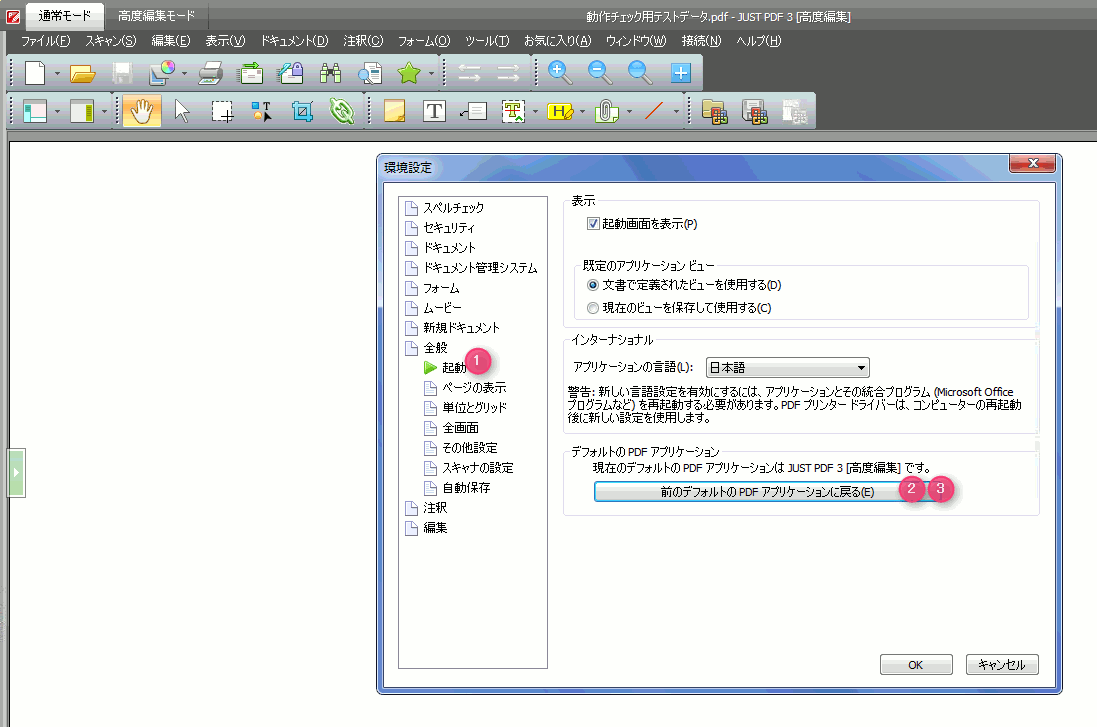 通常モード
高度編集モード
動作チェック用テストデータ.pdf - JUST PDF 3 [高度編集]
ファイル(F) スキャン(S) 編集(E) 表示(V) ドキュメント(D) 注釈(C) フォーム(O) ツール(T) お気に入り(A) ウィンドウ(W) 接続(N) ヘルプ(H)
環境設定
スペルチェック
セキュリティ
ドキュメント
ドキュメント管理システム
フォーム
ムービー
新規ドキュメント
全般
起動
1
ページの表示
単位とグリッド
全画面
その他設定
スキャナの設定
自動保存
注釈
編集
表示
起動画面を表示(P)
既定のアプリケーション ビュー
文書で定義されたビューを使用する(D)
現在のビューを保存して使用する(C)
インターナショナル
アプリケーションの言語(L): 日本語
警告: 新しい言語設定を有効にするには、アプリケーションとその統合プログラム (Microsoft Office
プログラムなど) を再起動する必要があります。PDF プリンター ドライバーは、コンピューターの再起動
後に新しい設定を使用します。
デフォルトの PDF アプリケーション
現在のデフォルトの PDF アプリケーションは JUST PDF 3 [高度編集] です。
前のデフォルトの PDF アプリケーションに戻る(E)
2 3
OK
キャンセル